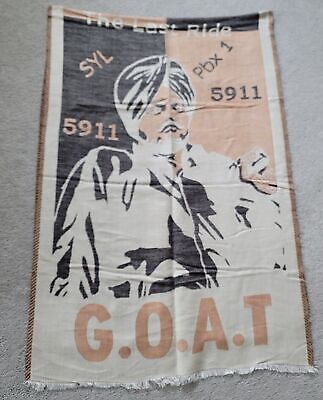 The Last Ride
SYL
Pbx 1
5911
5911
G.O.A.T